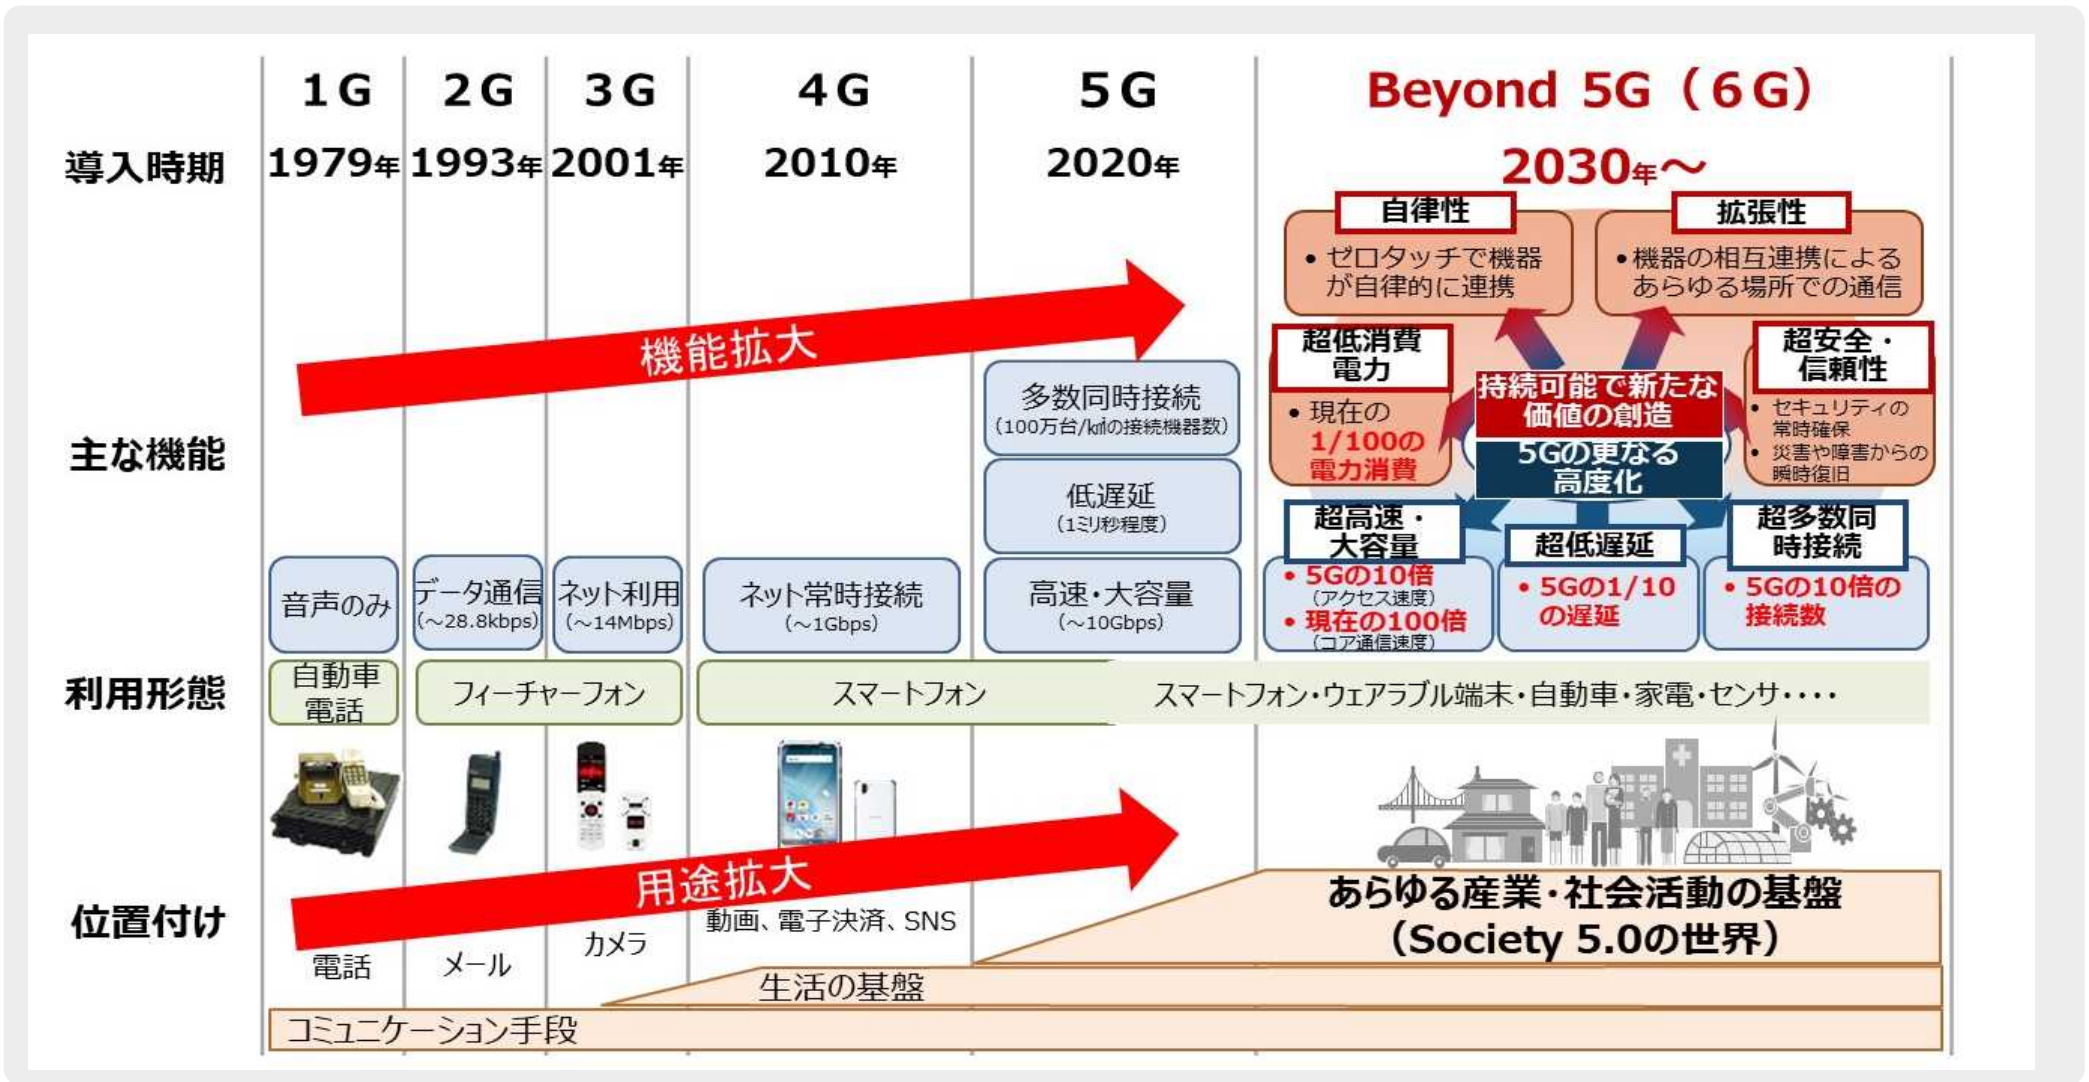 1G
2G
3G
4G
5G
Beyond 5G（6G）
導入時期
1979年
1993年
2001年
2010年
2020年
2030年～
主な機能
機能拡大
音声のみ
データ通信
（～28.8kbps）
ネット利用
（～14Mbps）
ネット常時接続
（～1Gbps）
多数同時接続
（100万台/㎢の接続機器数）
低遅延
（1ミリ秒程度）
高速・大容量
（～10Gbps）
自律性
• ゼロタッチで機器
が自律的に連携
拡張性
• 機器の相互連携による
あらゆる場所での通信
超低消費
電力
• 現在の
1/100の
電力消費
持続可能で新たな
価値の創造
5Gの更なる
高度化
超安全・
信頼性
• セキュリティの
常時確保
• 災害や障害からの
瞬時復旧
超高速・
大容量
• 5Gの10倍
（アクセス速度）
• 現在の100倍
（コア通信速度）
超低遅延
• 5Gの1/10
の遅延
超多数同
時接続
• 5Gの10倍の
接続数
利用形態
自動車
電話
フィーチャーフォン
スマートフォン
スマートフォン・ウェアラブル端末・自動車・家電・センサ・・・・
位置付け
用途拡大
電話
メール
カメラ
動画、電子決済、SNS
あらゆる産業・社会活動の基盤
（Society 5.0の世界）
生活の基盤
コミュニケーション手段